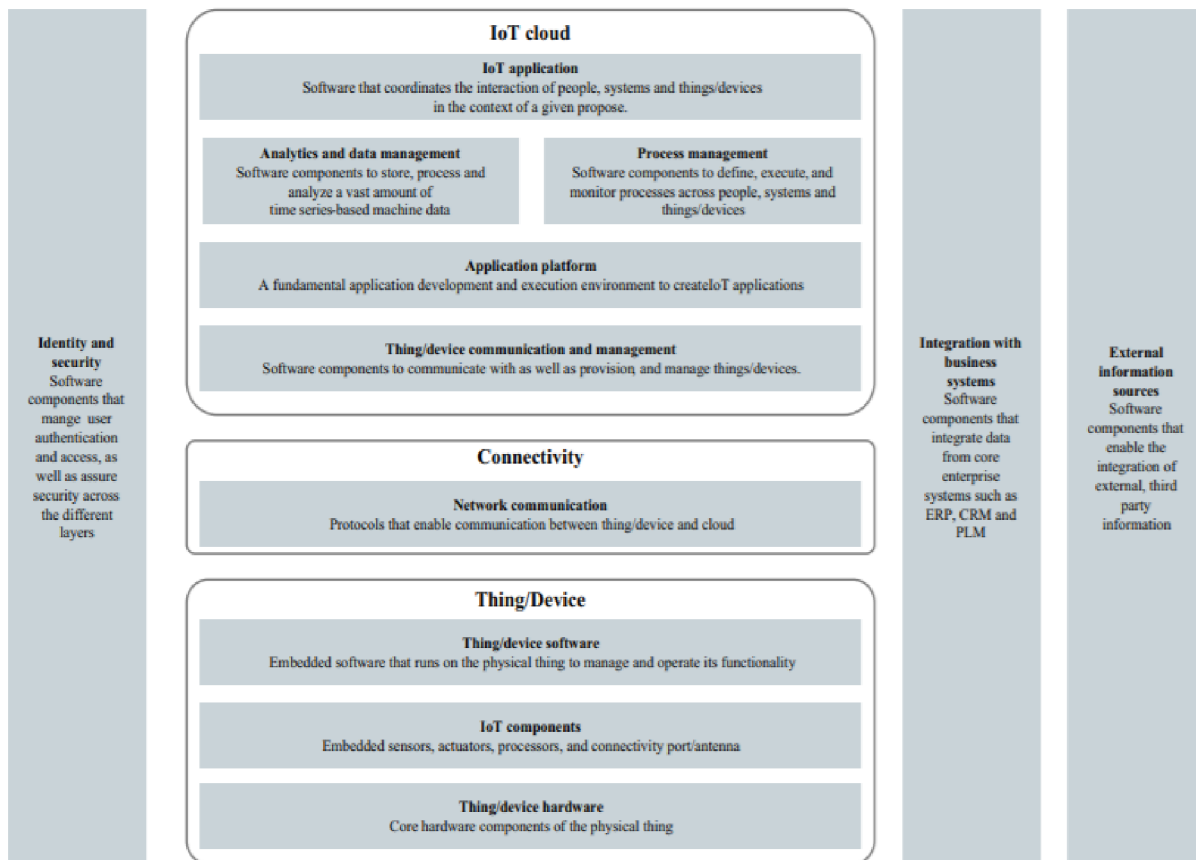 Identity and
security
Software
components that
mange user
authentication
and access, as
well as assure
security across
the different
layers
IoT cloud
IoT application
Software that coordinates the interaction of people, systems and things/devices
in the context of a given propose.
Analytics and data management
Software components to store, process and
analyze a vast amount of
time series-based machine data
Process management
Software components to define, execute, and
monitor processes across people, systems and
things/devices
Application platform
A fundamental application development and execution environment to createIoT applications
Thing/device communication and management
Software components to communicate with as well as provision, and manage things/devices.
Connectivity
Network communication
Protocols that enable communication between thing/device and cloud
Thing/Device
Thing/device software
Embedded software that runs on the physical thing to manage and operate its functionality
IoT components
Embedded sensors, actuators, processors, and connectivity port/antenna
Thing/device hardware
Core hardware components of the physical thing
Integration with
business
systems
Software
components that
integrate data
from core
enterprise
systems such as
ERP, CRM and
PLM
External
information
sources
Software
components that
enable the
integration of
external, third
party
information